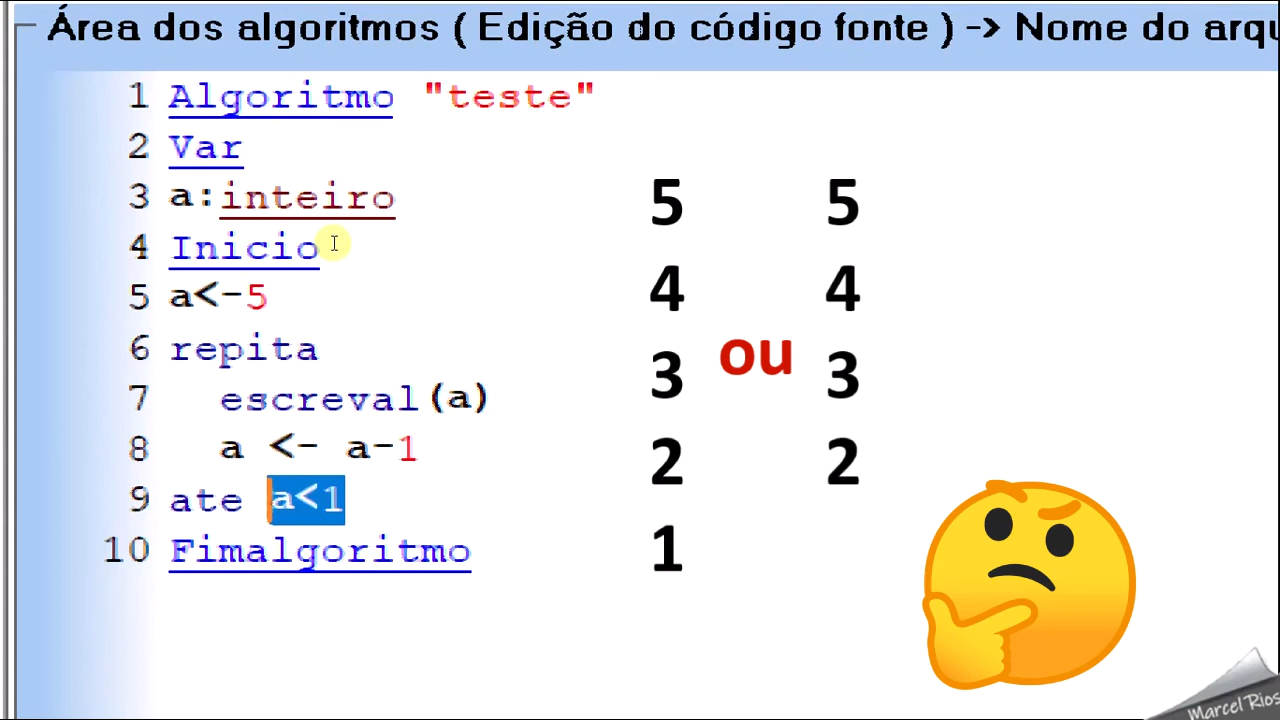 Área dos algoritmos ( Edição do código fonte ) -> Nome do arqu
1 Algoritmo "teste"
2 Var
3 a:inteiro
4 Inicio
5 a<-5
6 repita
7 escreval(a)
8 a <- a-1
9 ate a<1
10 Fimalgoritmo
5 5
4 4
ou
3 3
2 2
1
Marcel Rios